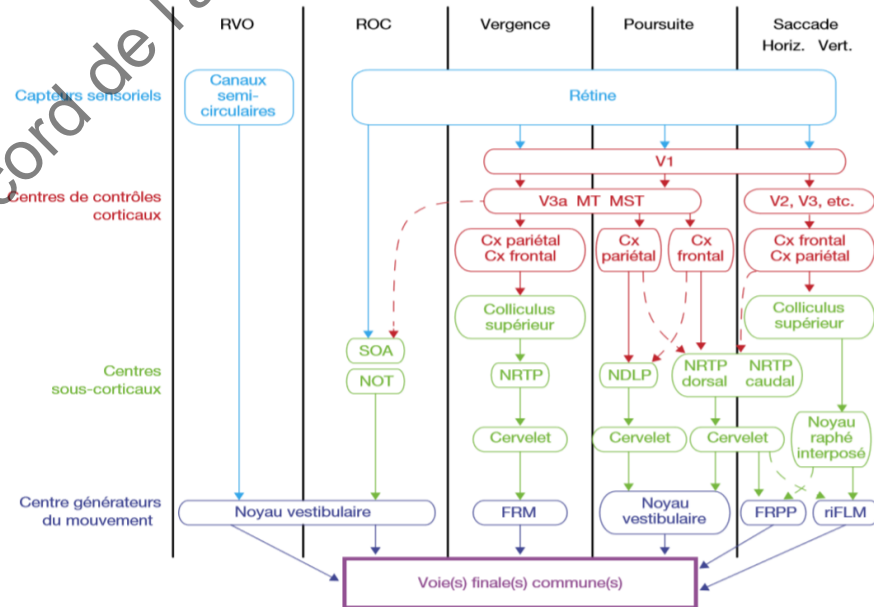 RVO ROC Vergence Poursuite Saccade
Horiz. Vert.
Capteurs sensoriels
Canaux
semi-
circulaires
Rétine
V1
Centres de contrôles
corticaux
V3a MT MST
V2, V3, etc.
Cx pariétal
Cx frontal
Cx
pariétal
Cx
frontal
Cx frontal
Cx pariétal
Colliculus
supérieur
Colliculus
supérieur
Centres
sous-corticaux
SOA
NOT
NRTP
NDLP
NRTP NRTP
dorsal caudal
Cervelet
Cervelet
Cervelet
Noyau
raphé
interposé
Centre générateurs
du mouvement
Noyau vestibulaire
FRM
Noyau
vestibulaire
FRPP
riFLM
Voie(s) finale(s) commune(s)
cord de l'a